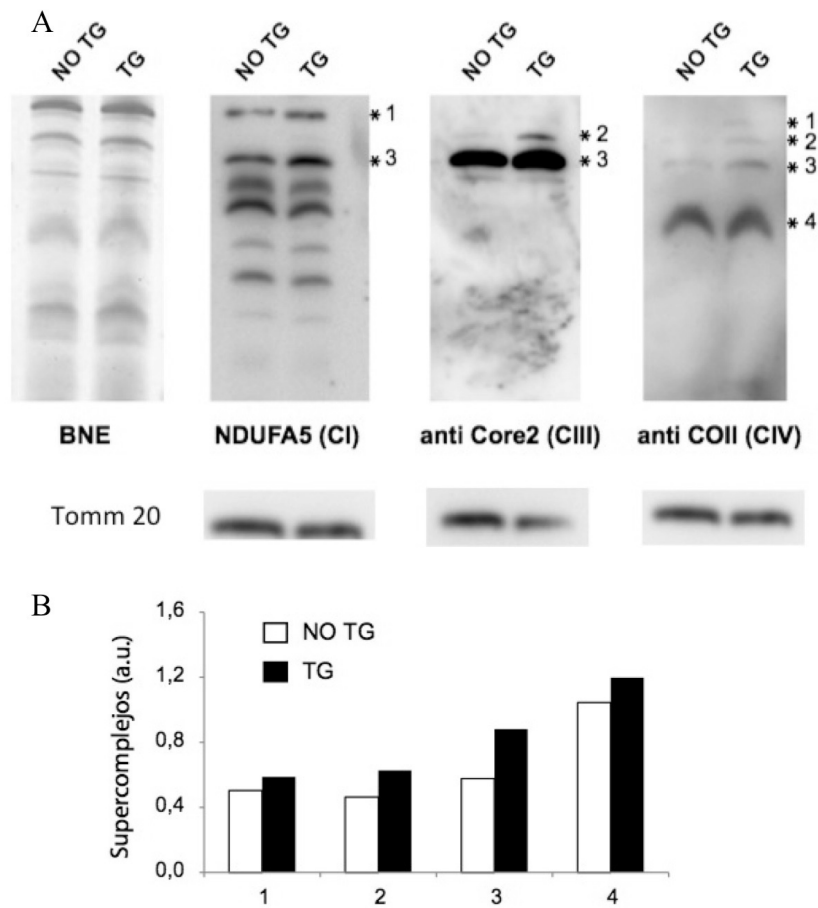 A
NO TG TG NO TG TG NO TG TG NO TG TG
* 1
* 3
* 2
* 3
* 1
* 2
* 3
* 4
BNE NDUFA5 (CI) anti Core2 (CIII) anti COII (CIV)
Tomm 20
B
Supercomplejos (a.u.)
1,6
1,2
0,8
0,4
0,0
NO TG
TG
1 2 3 4